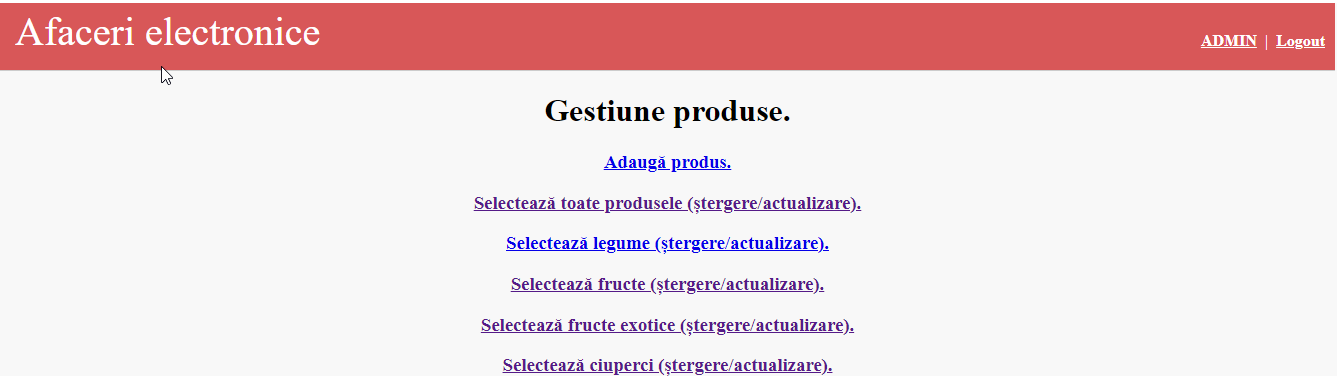 Afaceri electronice
ADMIN | Logout
Gestiune produse.
Adaugă produs.
Selectează toate produsele (ștergere/actualizare).
Selectează legume (ștergere/actualizare).
Selectează fructe (ștergere/actualizare).
Selectează fructe exotice (ștergere/actualizare).
Selectează ciuperci (ștergere/actualizare).